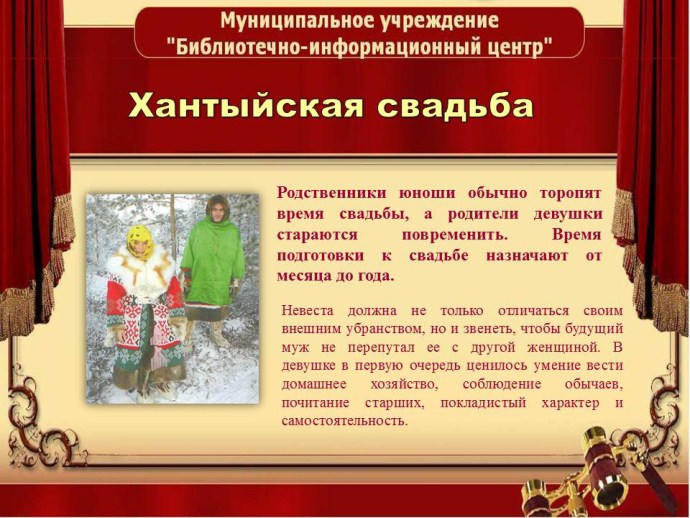 Муниципальное учреждение
"Библиотечно-информационный центр"
Хантыйская свадьба
Родственники юноши обычно торопят
время свадьбы, а родители девушки
стараются повременить. Время
подготовки к свадьбе назначают от
месяца до года.
Невеста должна не только отличаться своим
внешним убранством, но и звенеть, чтобы будущий
муж не перепутал ее с другой женщиной. В
девушке в первую очередь ценилось умение вести
домашнее хозяйство, соблюдение обычаев,
почитание старших, покладистый характер и
самостоятельность.